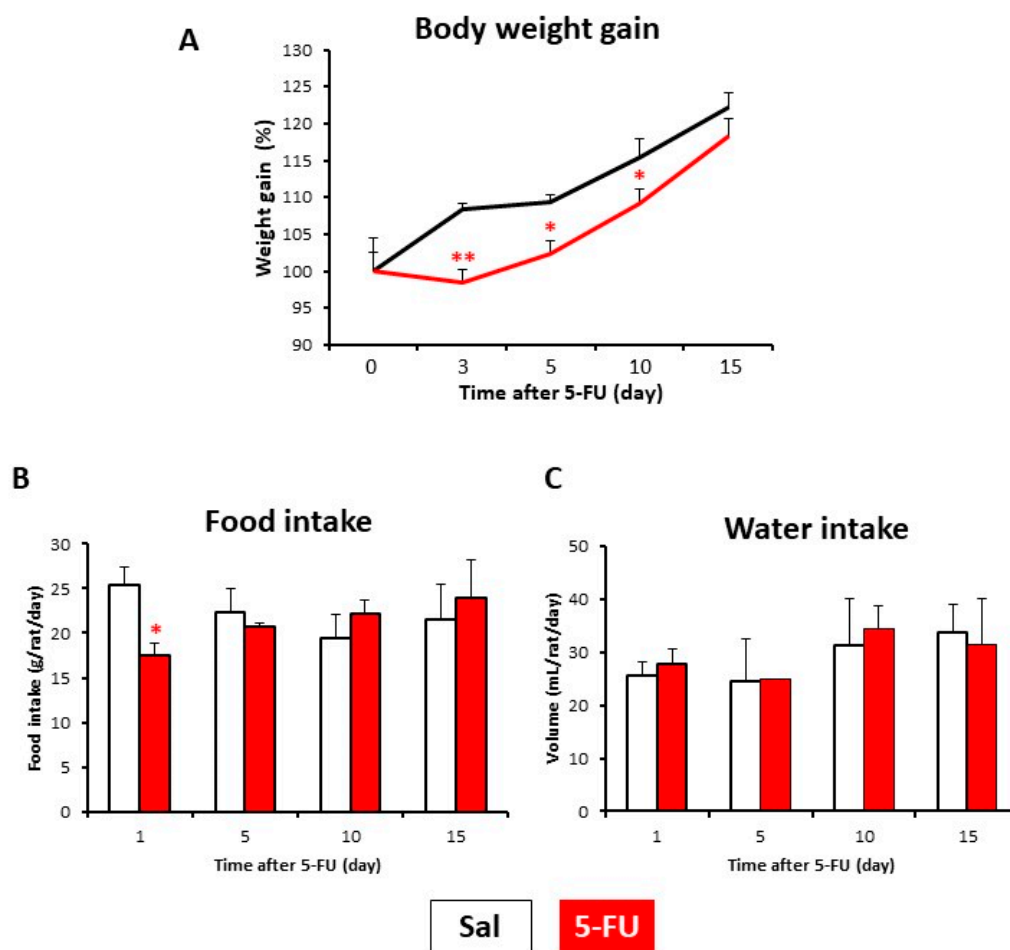 A
Body weight gain
Weight gain (%)
130
125
120
115
110
105
100
95
90
**
*
*
0 3 5 10 15
Time after 5-FU (day)
B
Food intake
Food intake (g/rat/day)
30
25
20
15
10
5
0
*
1 5 10 15
Time after 5-FU (day)
C
Water intake
Volume (mL/rat/day)
50
40
30
20
10
0
1 5 10 15
Time after 5-FU (day)
Sal 5-FU